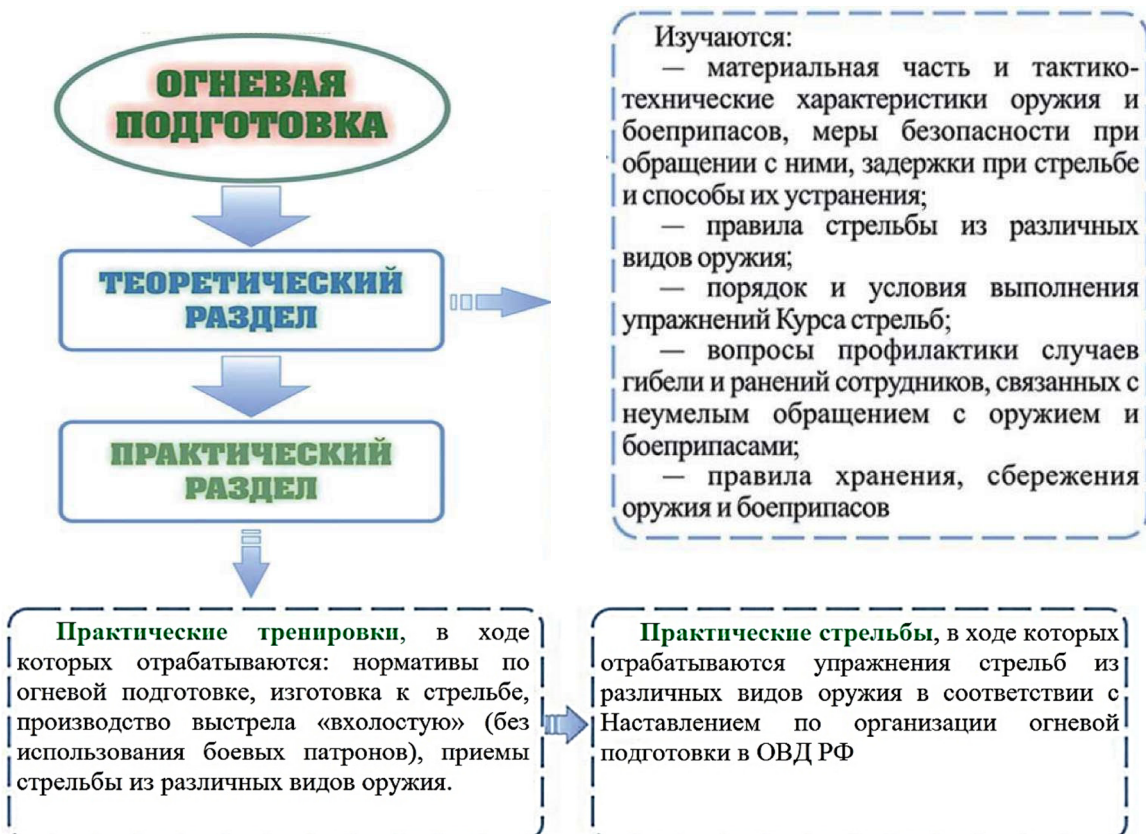 ОГНЕВАЯ
ПОДГОТОВКА
ТЕОРЕТИЧЕСКИЙ
РАЗДЕЛ
Изучаются:
— материальная часть и тактико-
технические характеристики оружия и
боеприпасов, меры безопасности при
обращении с ними, задержки при стрельбе
и способы их устранения;
— правила стрельбы из различных
видов оружия;
— порядок и условия выполнения
упражнений Курса стрельб;
— вопросы профилактики случаев
гибели и ранений сотрудников, связанных с
неумелым обращением с оружием и
боеприпасами;
— правила хранения, сбережения
оружия и боеприпасов
ПРАКТИЧЕСКИЙ
РАЗДЕЛ
Практические тренировки, в ходе
которых отрабатываются: нормативы по
огневой подготовке, изготовка к стрельбе,
производство выстрела «вхолостую» (без
использования боевых патронов), приемы
стрельбы из различных видов оружия.
Практические стрельбы, в ходе которых
отрабатываются упражнения стрельб из
различных видов оружия в соответствии с
Наставлением по организации огневой
подготовки в ОВД РФ